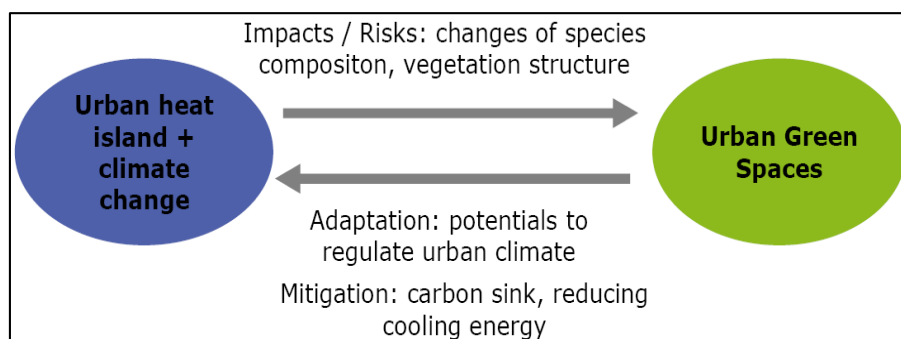 Impacts / Risks: changes of species
compositon, vegetation structure
Urban heat
island +
climate
change
Urban Green
Spaces
Adaptation: potentials to
regulate urban climate
Mitigation: carbon sink, reducing
cooling energy